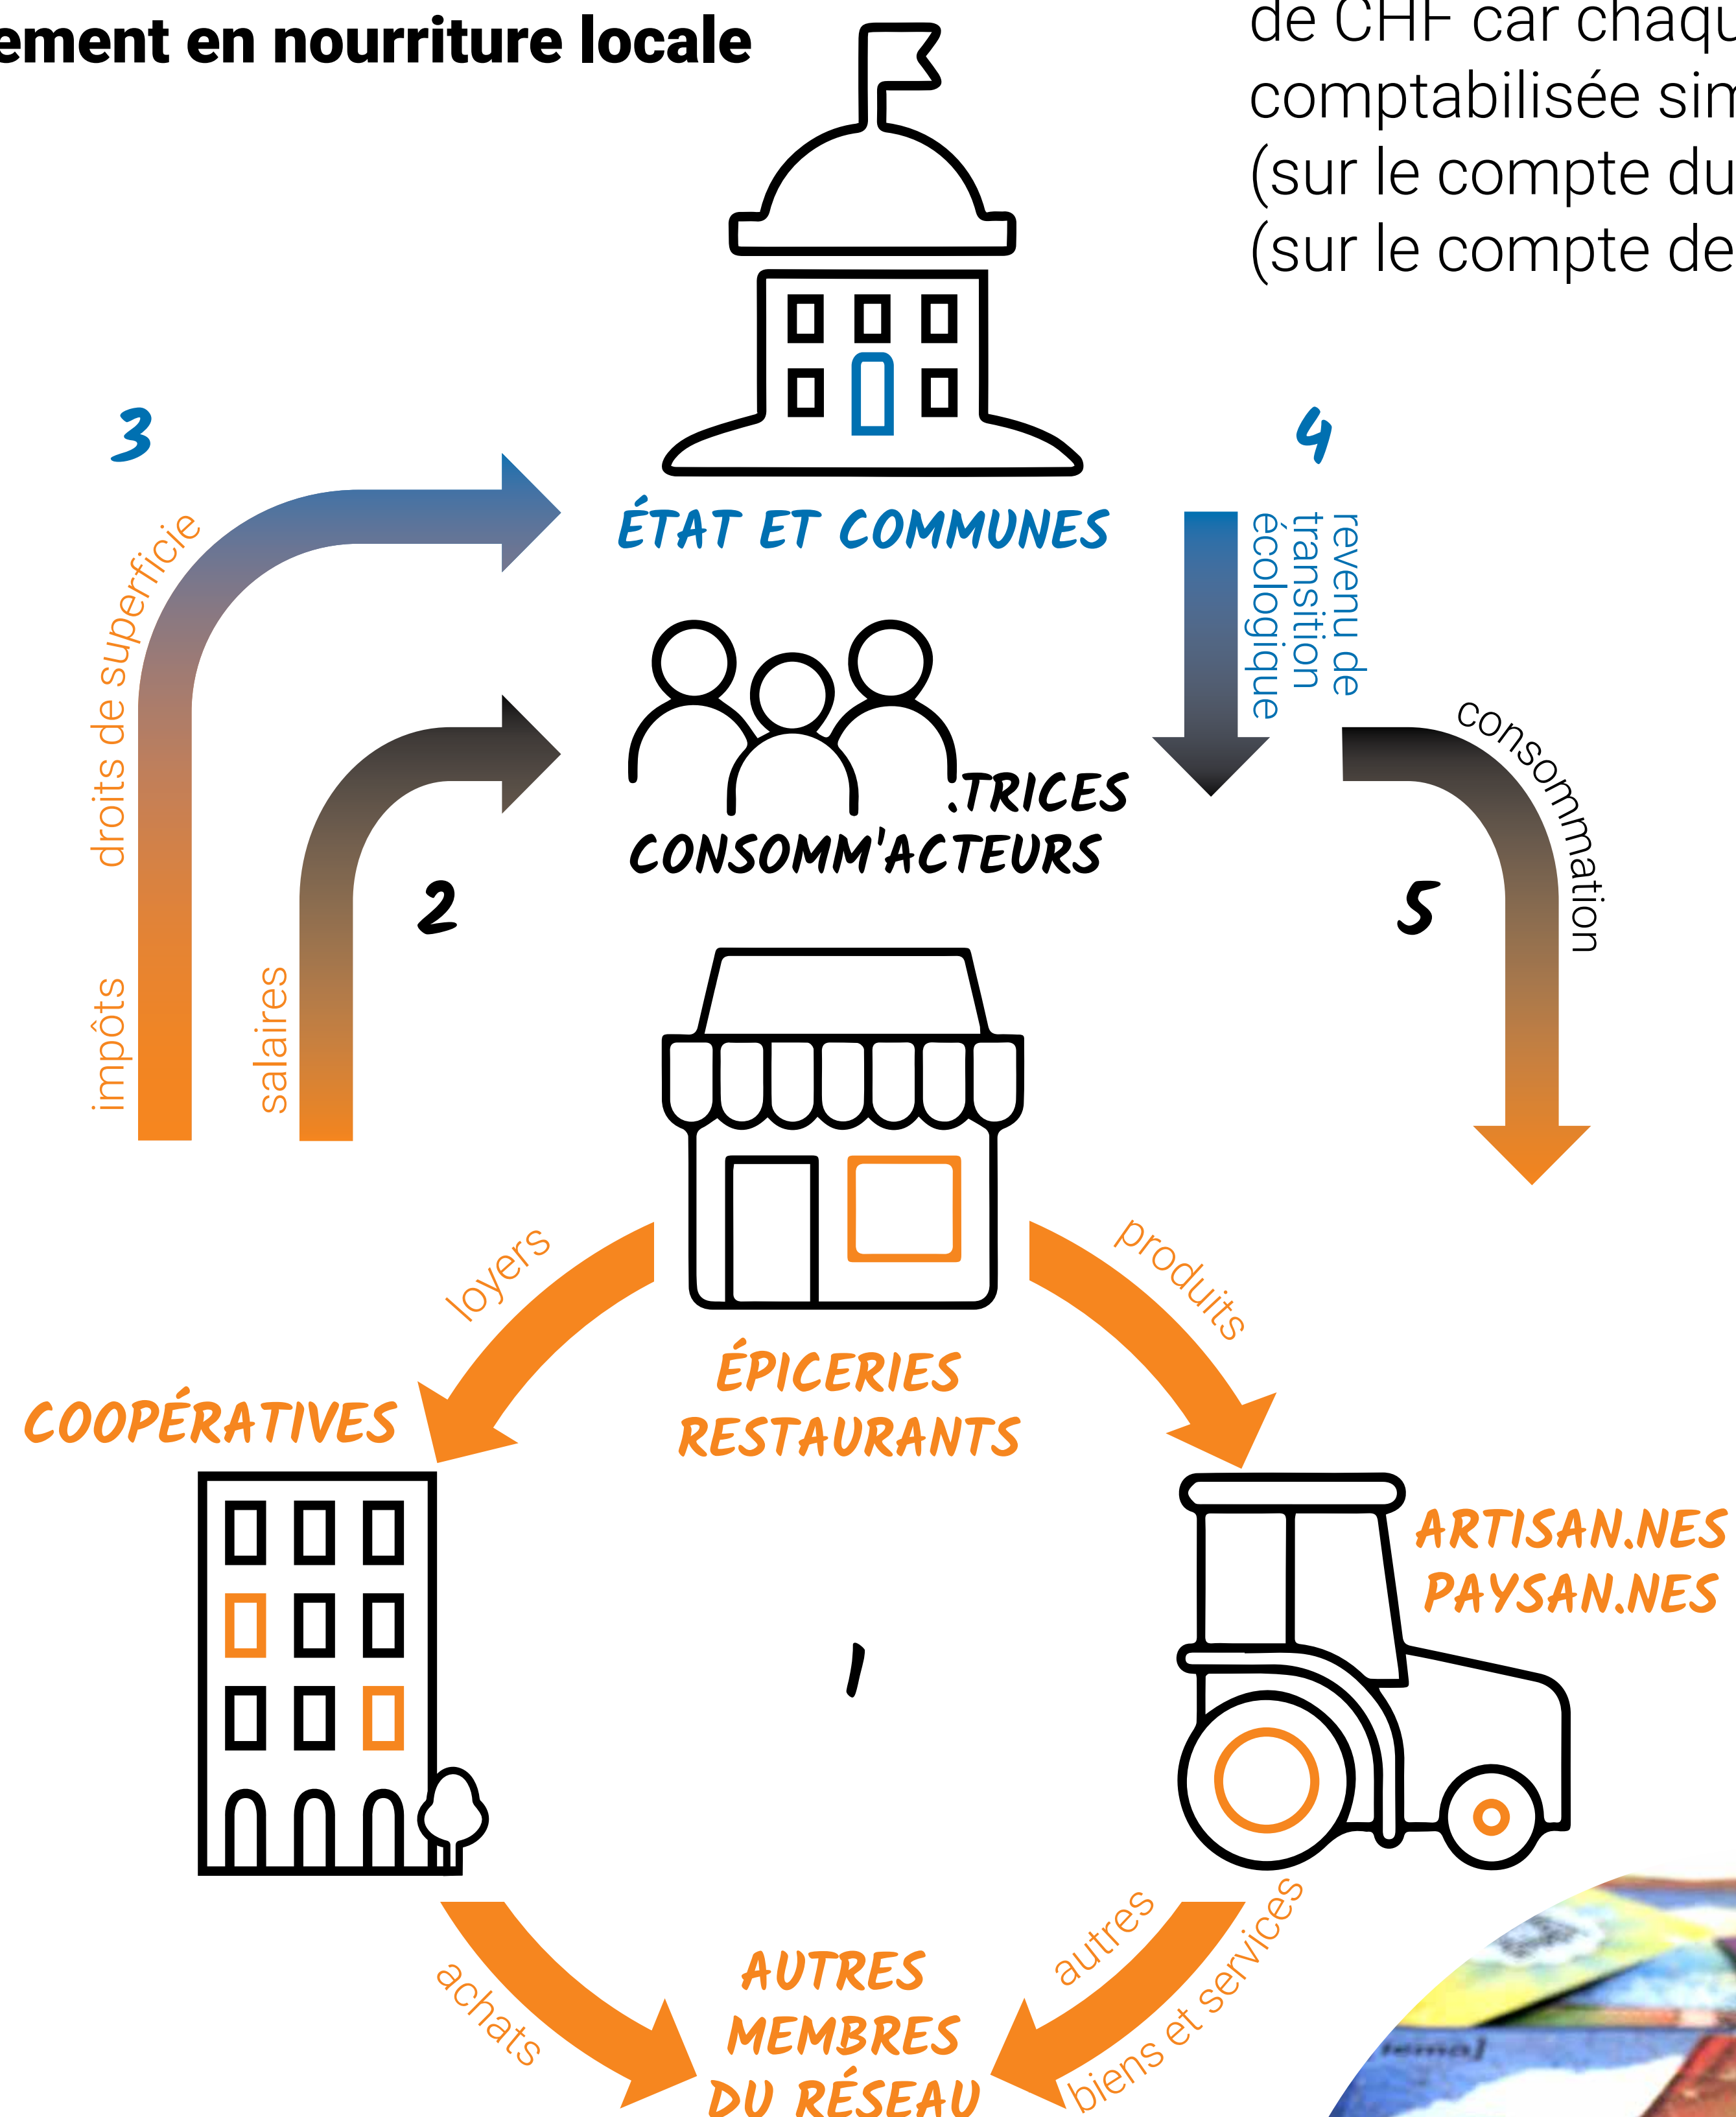 ement en nourriture locale
de CHF car chaqu
comptabilisée sim
(sur le compte du
(sur le compte de
3
4
ÉTAT ET COMMUNES
droits de superficie
impôts
revenu de
transition
écologique
.TRICES
CONSOMM'ACTEURS
2
salaires
5
consommation
loyers
produits
ÉPICERIES
RESTAURANTS
COOPÉRATIVES
ARTISAN.NES
PAYSAN.NES
1
achats
autres
biens et services
AUTRES
MEMBRES
DU RÉSEAU